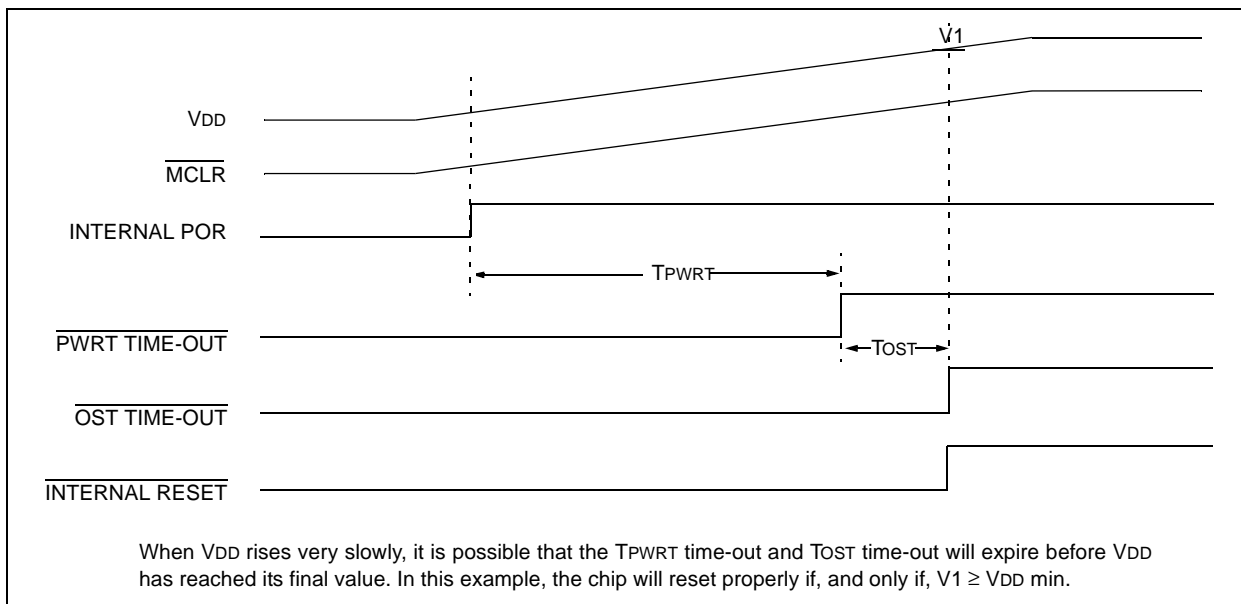 V1
VDD
MCLR
INTERNAL POR
TPWRT
PWRT TIME-OUT
TOST
OST TIME-OUT
INTERNAL RESET
When VDD rises very slowly, it is possible that the TPWRT time-out and TOST time-out will expire before VDD
has reached its final value. In this example, the chip will reset properly if, and only if, V1 ≥ VDD min.